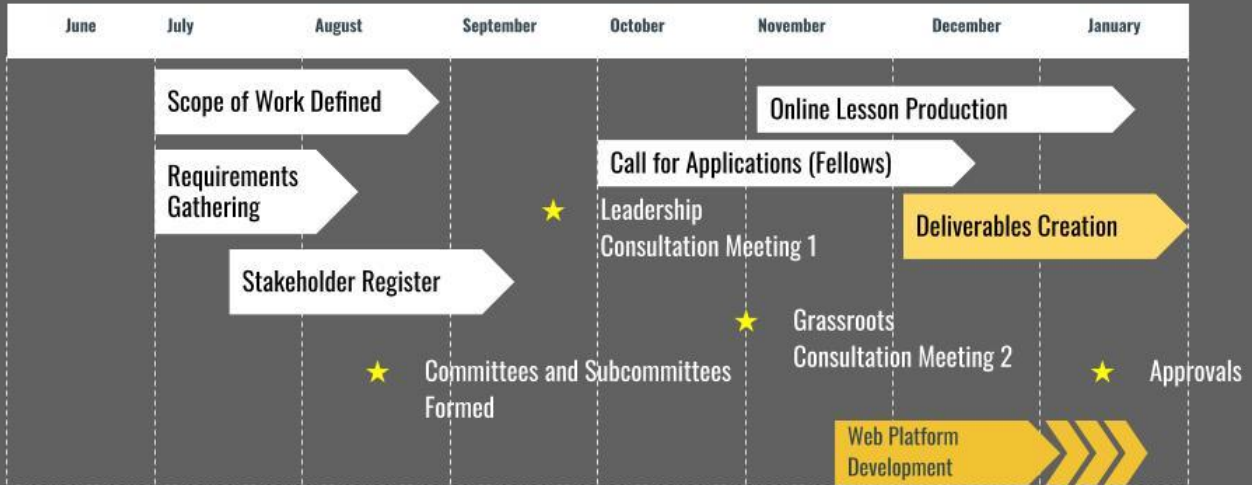 June July August September October November December January
Scope of Work Defined
Online Lesson Production
Requirements
Gathering
Call for Applications (Fellows)
Leadership
Consultation Meeting 1
Deliverables Creation
Stakeholder Register
Grassroots
Consultation Meeting 2
Committees and Subcommittees
Formed
Approvals
Web Platform
Development